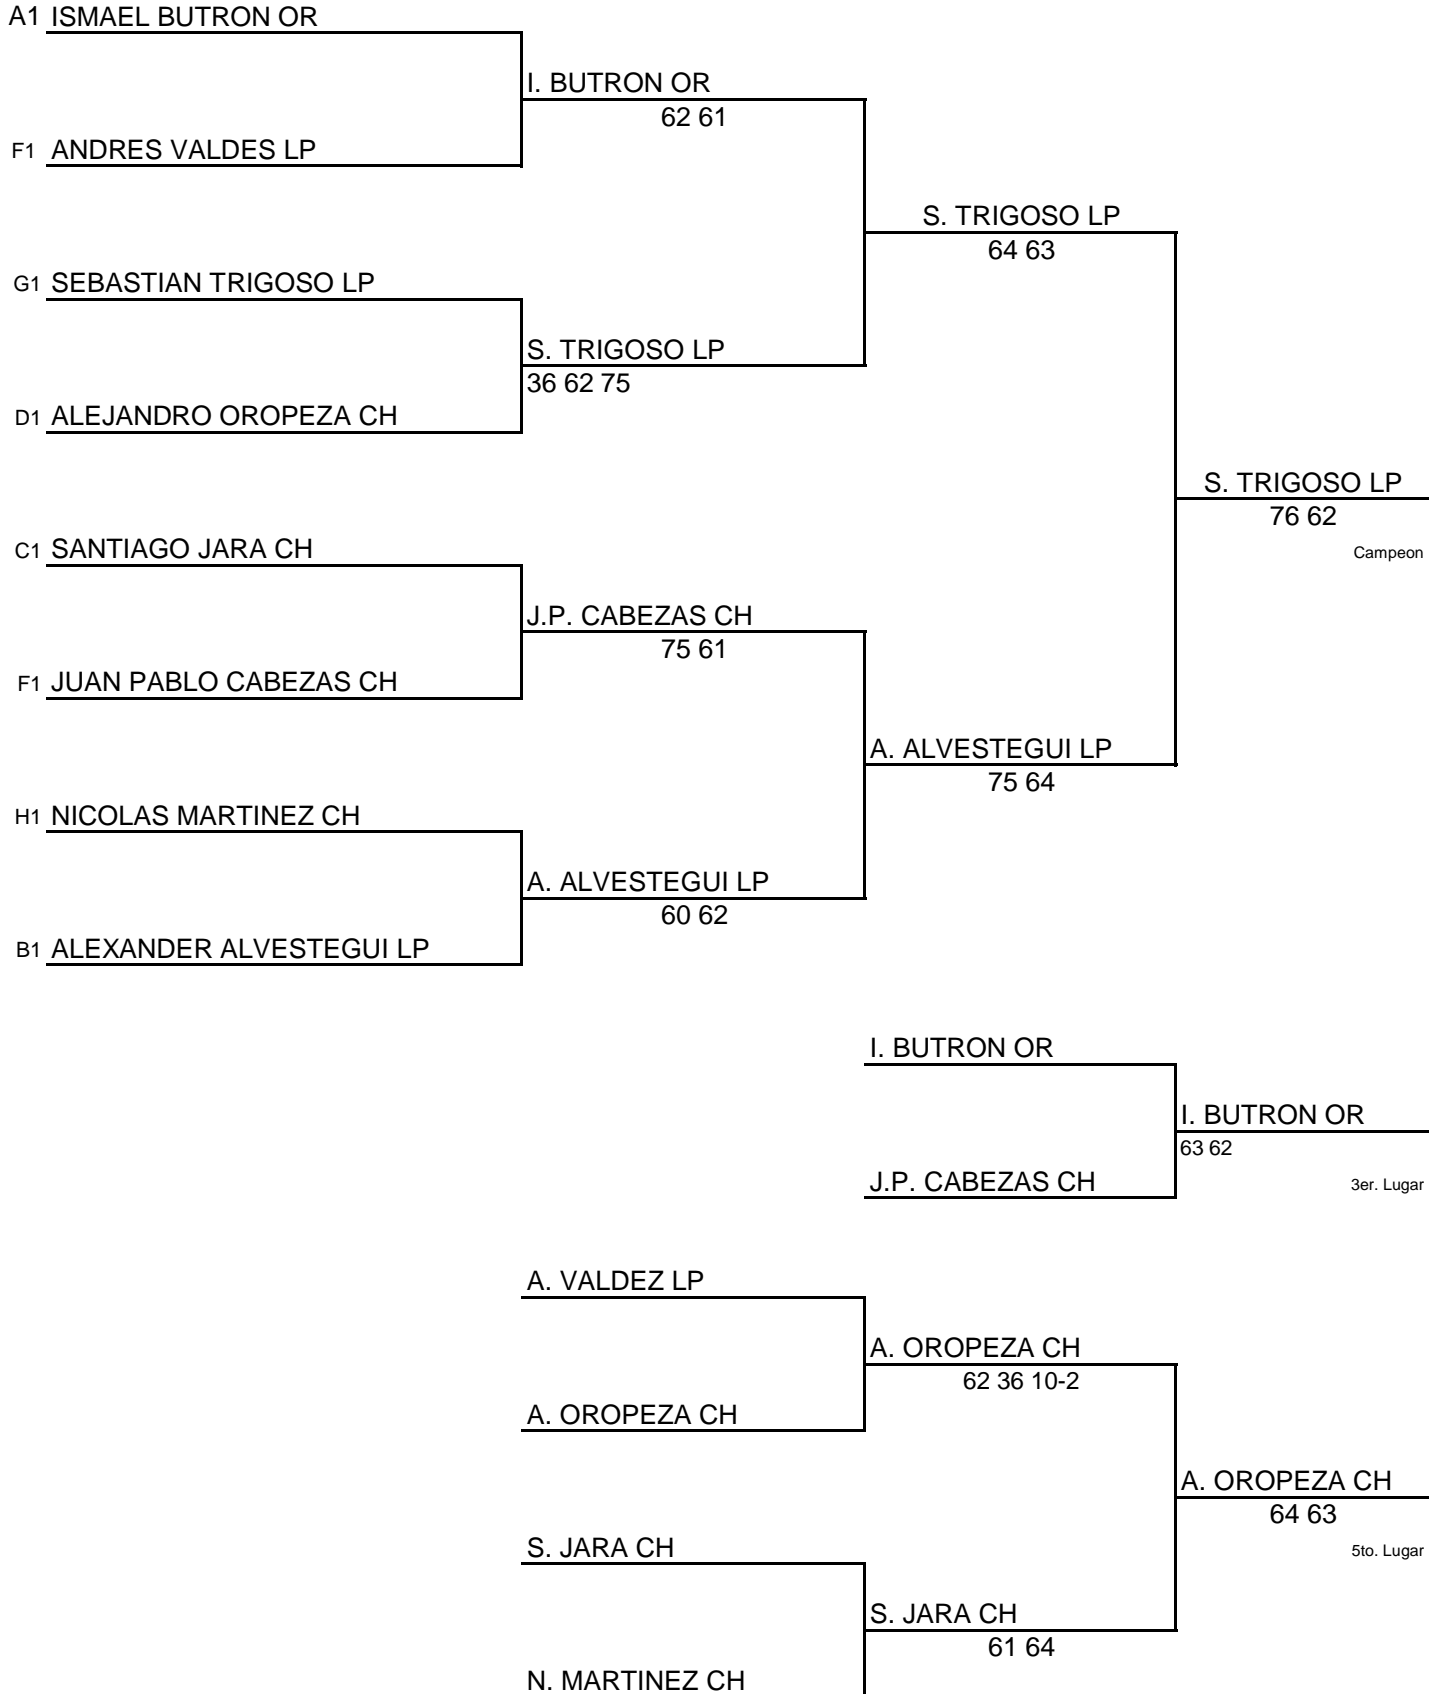 A1 ISMAEL BUTRON OR
I. BUTRON OR
62 61
F1 ANDRES VALDES LP
S. TRIGOSO LP
64 63
G1 SEBASTIAN TRIGOSO LP
S. TRIGOSO LP
36 62 75
D1 ALEJANDRO OROPEZA CH
S. TRIGOSO LP
76 62
Campeon
C1 SANTIAGO JARA CH
J.P. CABEZAS CH
75 61
F1 JUAN PABLO CABEZAS CH
A. ALVESTEGUI LP
75 64
H1 NICOLAS MARTINEZ CH
A. ALVESTEGUI LP
60 62
B1 ALEXANDER ALVESTEGUI LP
I. BUTRON OR
I. BUTRON OR
63 62
J.P. CABEZAS CH
3er. Lugar
A. VALDEZ LP
A. OROPEZA CH
62 36 10-2
A. OROPEZA CH
A. OROPEZA CH
64 63
S. JARA CH
5to. Lugar
S. JARA CH
61 64
N. MARTINEZ CH